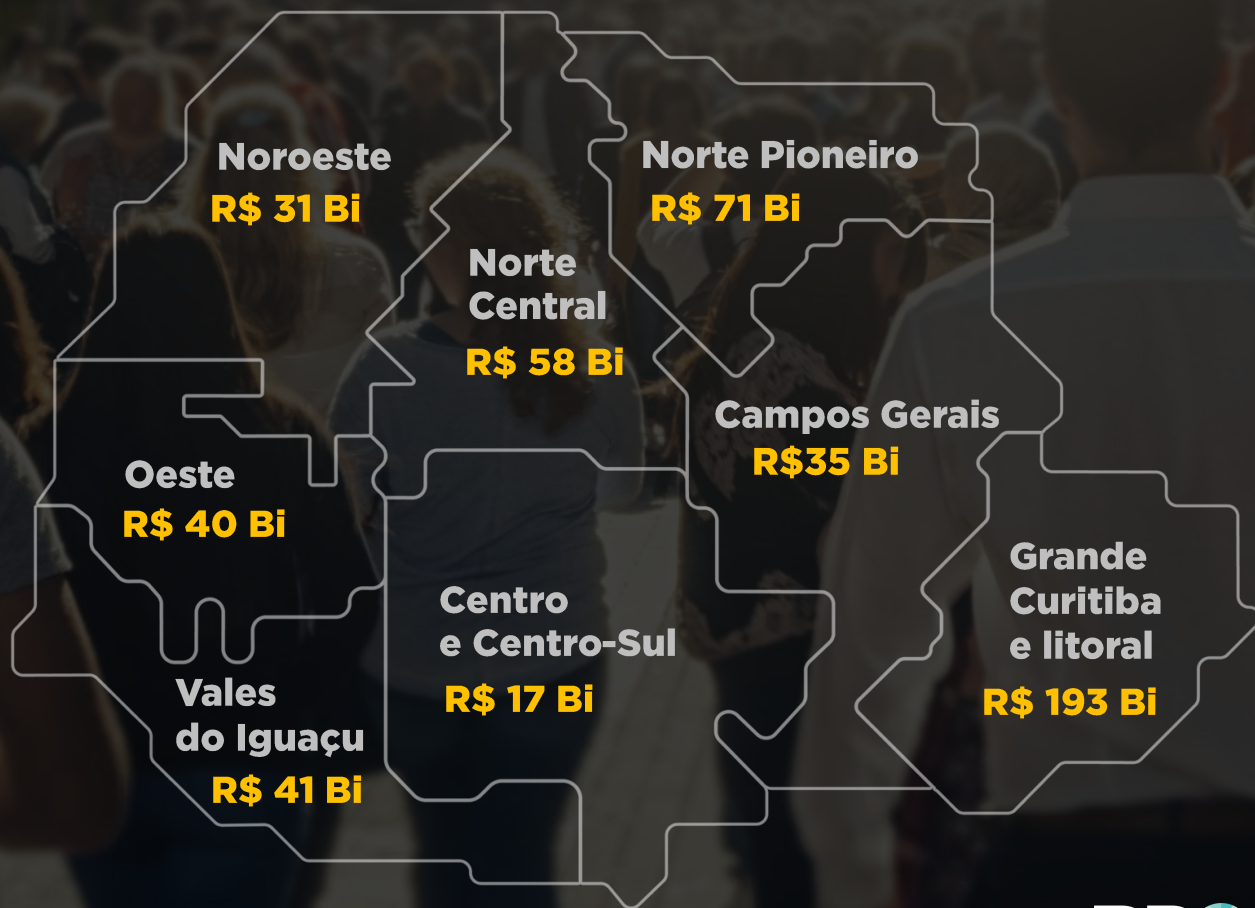 Noroeste
R$ 31 Bi
Norte Pioneiro
R$ 71 Bi
Norte
Central
R$ 58 Bi
Campos Gerais
R$35 Bi
Oeste
R$ 40 Bi
Grande
Curitiba
e litoral
R$ 193 Bi
Centro
e Centro-Sul
R$ 17 Bi
Vales
do Iguaçu
R$ 41 Bi